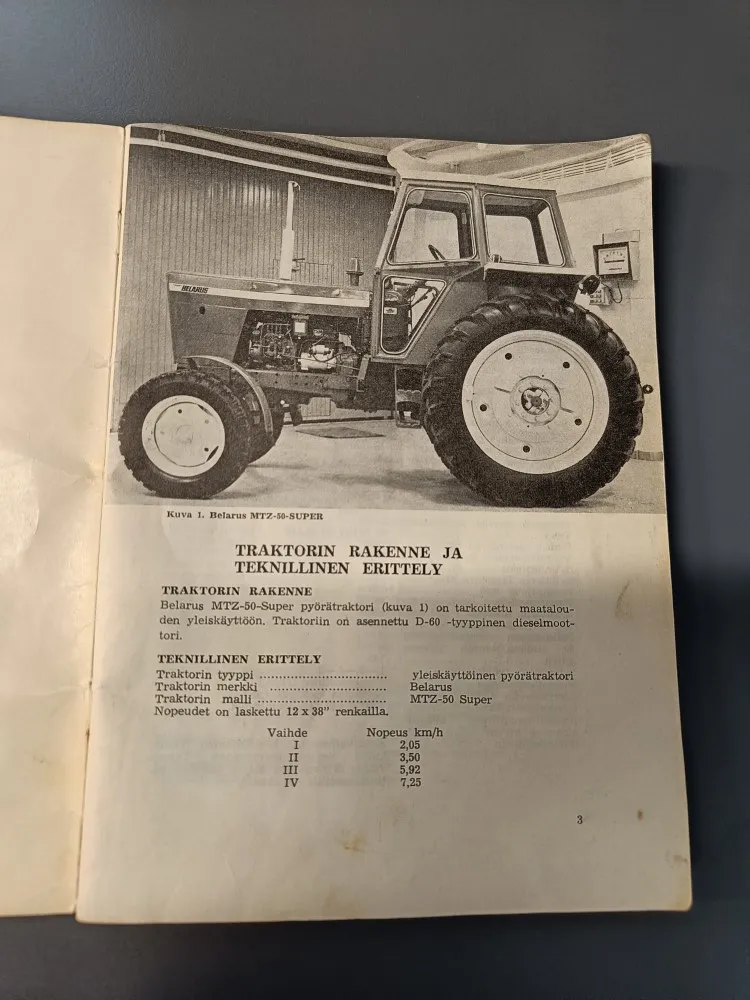 BELARUS
Kuva 1. Belarus MTZ-50-SUPER
TRAKTORIN RAKENNE JA
TEKNILLINEN ERITTELY
TRAKTORIN RAKENNE
Belarus MTZ-50-Super pyörätraktori (kuva 1) on tarkoitettu maatalou-
den yleiskäyttöön. Traktoriin on asennettu D-60 -tyyppinen dieselmoot-
tori.
TEKNILLINEN ERITTELY
Traktorin tyyppi ................................ yleiskäyttöinen pyörätraktori
Traktorin merkki ............................. Belarus
Traktorin malli ................................ MTZ-50 Super
Nopeudet on laskettu 12 x 38" renkailla.
Vaihde Nopeus km/h
I 2,05
II 3,50
III 5,92
IV 7,25
3